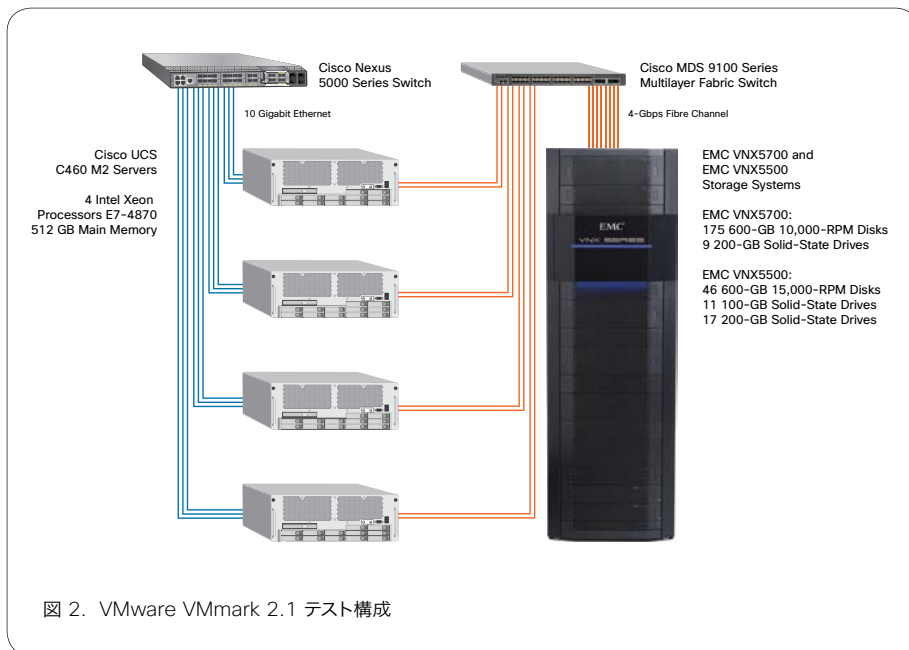 Cisco Nexus
5000 Series Switch
Cisco MDS 9100 Series
Multilayer Fabric Switch
10 Gigabit Ethernet
4-Gbps Fibre Channel
Cisco UCS
C460 M2 Servers
4 Intel Xeon
Processors E7-4870
512 GB Main Memory
EMC VNX5700 and
EMC VNX5500
Storage Systems
EMC VNX5700:
175 600-GB 10,000-RPM Disks
9 200-GB Solid-State Drives
EMC VNX5500:
46 600-GB 15,000-RPM Disks
11 100-GB Solid-State Drives
17 200-GB Solid-State Drives
EMC²
VNX SERIES
図 2. VMware VMmark 2.1 テスト構成